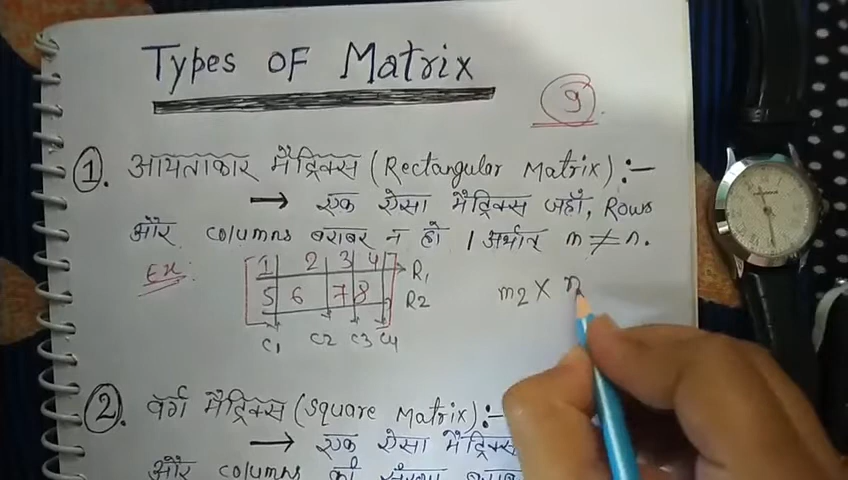 Types of Matrix
9
1. आयताकार मैट्रिक्स (Rectangular Matrix) :-
→ एक ऐसा मैट्रिक्स जहाँ, Rows
और columns बराबर न हो । अर्थात m ≠ n.
Ex:
1 2 3 4 → R1
5 6 7 8 R2
C1 C2 C3 C4
m2 × n
2. वर्ग मैट्रिक्स (square matrix) :-
→ एक ऐसा मैट्रिक्स
और columns की संख्या